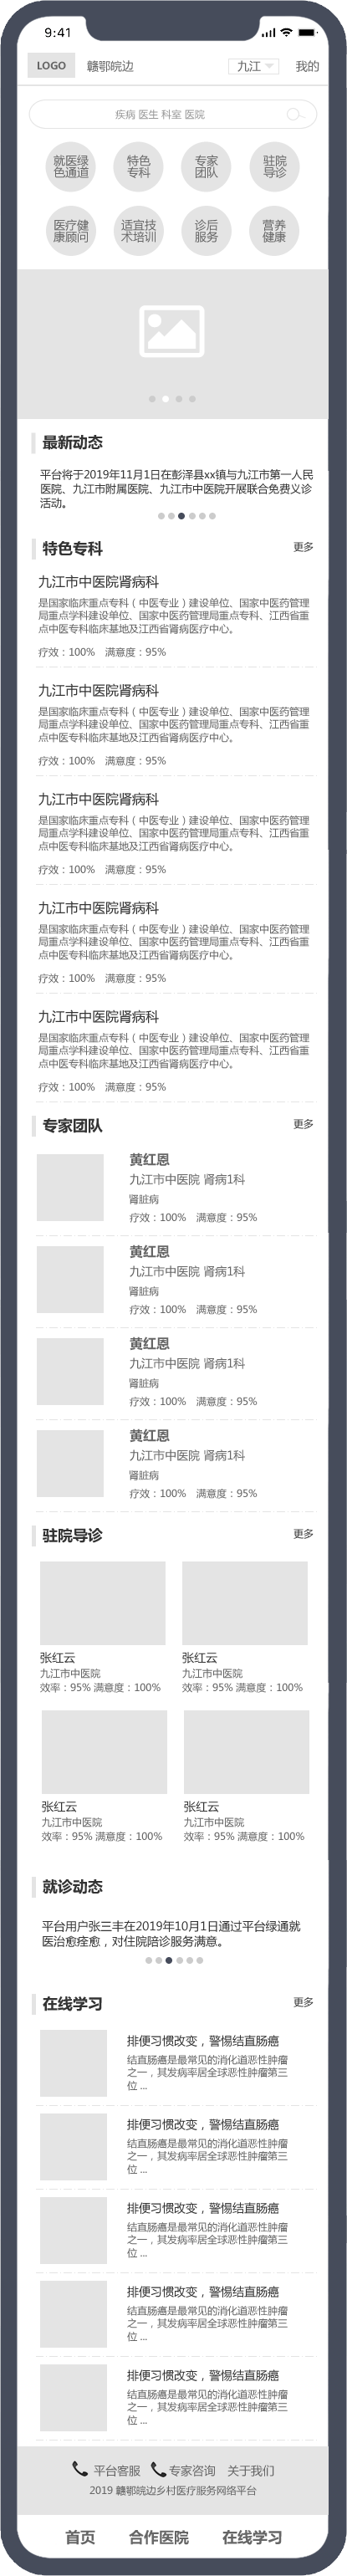 9:41
LOGO 赣鄂皖边 九江 我的
疾病 医生 科室 医院
就医绿
色通道
特色
专科
专家
团队
驻院
导诊
医疗健
康顾问
适宜技
术培训
诊后
服务
营养
健康
最新动态
平台将于2019年11月1日在彭泽县xx镇与九江市第一人民
医院、九江市附属医院、九江市中医院开展联合免费义诊
活动。
特色专科 更多
九江市中医院肾病科
是国家临床重点专科（中医专业）建设单位、国家中医药管理
局重点学科建设单位、国家中医药管理局重点专科、江西省重
点中医专科临床基地及江西省肾病医疗中心。
疗效：100% 满意度：95%
九江市中医院肾病科
是国家临床重点专科（中医专业）建设单位、国家中医药管理
局重点学科建设单位、国家中医药管理局重点专科、江西省重
点中医专科临床基地及江西省肾病医疗中心。
疗效：100% 满意度：95%
九江市中医院肾病科
是国家临床重点专科（中医专业）建设单位、国家中医药管理
局重点学科建设单位、国家中医药管理局重点专科、江西省重
点中医专科临床基地及江西省肾病医疗中心。
疗效：100% 满意度：95%
九江市中医院肾病科
是国家临床重点专科（中医专业）建设单位、国家中医药管理
局重点学科建设单位、国家中医药管理局重点专科、江西省重
点中医专科临床基地及江西省肾病医疗中心。
疗效：100% 满意度：95%
九江市中医院肾病科
是国家临床重点专科（中医专业）建设单位、国家中医药管理
局重点学科建设单位、国家中医药管理局重点专科、江西省重
点中医专科临床基地及江西省肾病医疗中心。
疗效：100% 满意度：95%
专家团队 更多
黄红恩
九江市中医院 肾病1科
肾脏病
疗效：100% 满意度：95%
黄红恩
九江市中医院 肾病1科
肾脏病
疗效：100% 满意度：95%
黄红恩
九江市中医院 肾病1科
肾脏病
疗效：100% 满意度：95%
黄红恩
九江市中医院 肾病1科
肾脏病
疗效：100% 满意度：95%
驻院导诊 更多
张红云
九江市中医院
效率：95% 满意度：100%
张红云
九江市中医院
效率：95% 满意度：100%
张红云
九江市中医院
效率：95% 满意度：100%
张红云
九江市中医院
效率：95% 满意度：100%
就诊动态
平台用户张三丰在2019年10月1日通过平台绿通就
医治愈痊愈，对住院陪诊服务满意。
在线学习 更多
排便习惯改变，警惕结直肠癌
结直肠癌是最常见的消化道恶性肿瘤
之一，其发病率居全球恶性肿瘤第三
位 ...
排便习惯改变，警惕结直肠癌
结直肠癌是最常见的消化道恶性肿瘤
之一，其发病率居全球恶性肿瘤第三
位 ...
排便习惯改变，警惕结直肠癌
结直肠癌是最常见的消化道恶性肿瘤
之一，其发病率居全球恶性肿瘤第三
位 ...
排便习惯改变，警惕结直肠癌
结直肠癌是最常见的消化道恶性肿瘤
之一，其发病率居全球恶性肿瘤第三
位 ...
排便习惯改变，警惕结直肠癌
结直肠癌是最常见的消化道恶性肿瘤
之一，其发病率居全球恶性肿瘤第三
位 ...
平台客服 专家咨询 关于我们
2019 赣鄂皖边乡村医疗服务网络平台
首页 合作医院 在线学习